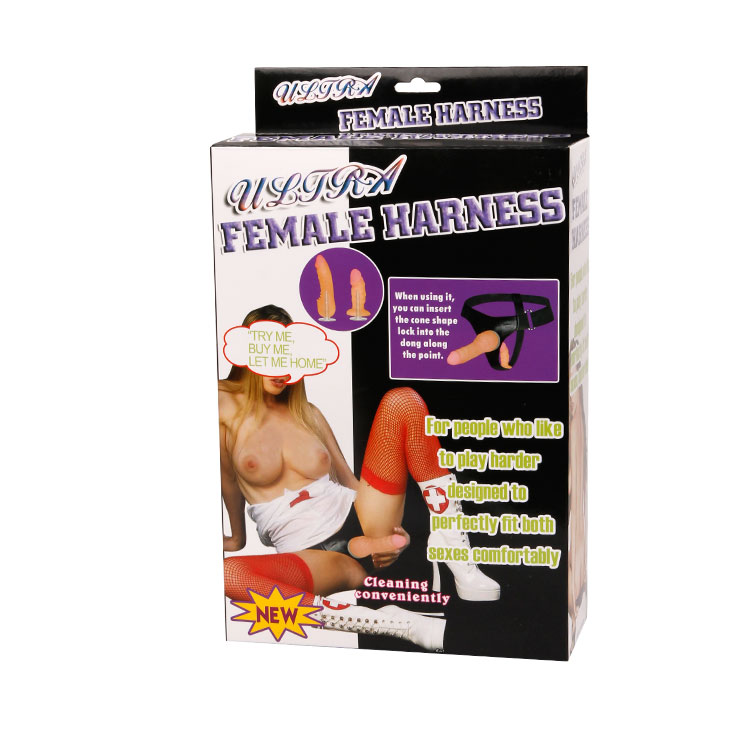 ULTRA
FEMALE HARNESS
ULTRA
FEMALE HARNESS
When using it,
you can insert
the cone shape
lock into the
dong along
the point.
"TRY ME,
BUY ME,
LET ME HOME"
For people who like
to play harder
designed to
perfectly fit both
sexes comfortably
Cleaning
conveniently
NEW